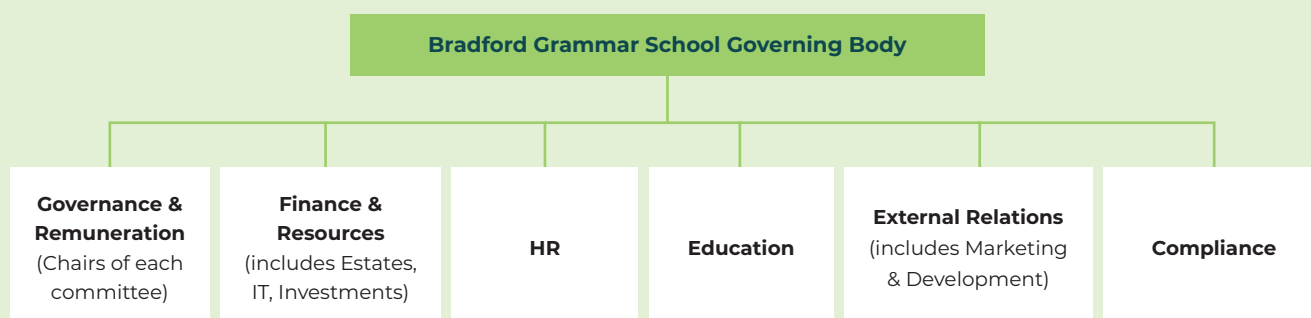 Bradford Grammar School Governing Body
Governance &
Remuneration
(Chairs of each
committee)
Finance &
Resources
(includes Estates,
IT, Investments)
HR
Education
External Relations
(includes Marketing
& Development)
Compliance